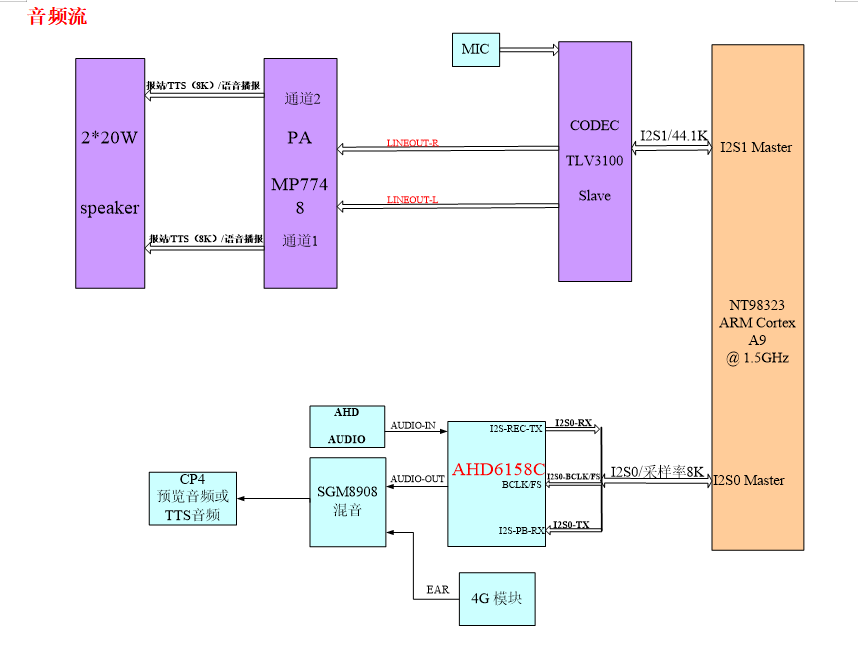 音频流
MIC
报站/TTS（8K）/语音播报
通道2
2*20W
speaker
PA
MP774
8
LINEOUT-R
LINEOUT-L
CODEC
TLV3100
Slave
I2S1/44.1K
I2S1 Master
报站/TTS（8K）/语音播报
通道1
NT98323
ARM Cortex
A9
@ 1.5GHz
AHD
AUDIO
AUDIO-IN
I2S-REC-TX
I2S0-RX
AHD6158C
BCLK/FS
I2S0-BCLK/FS
I2S0/采样率8K
I2S0 Master
AUDIO-OUT
SGM8908
混音
CP4
预览音频或
TTS音频
I2S-PB-RX
I2S0-TX
EAR
4G 模块